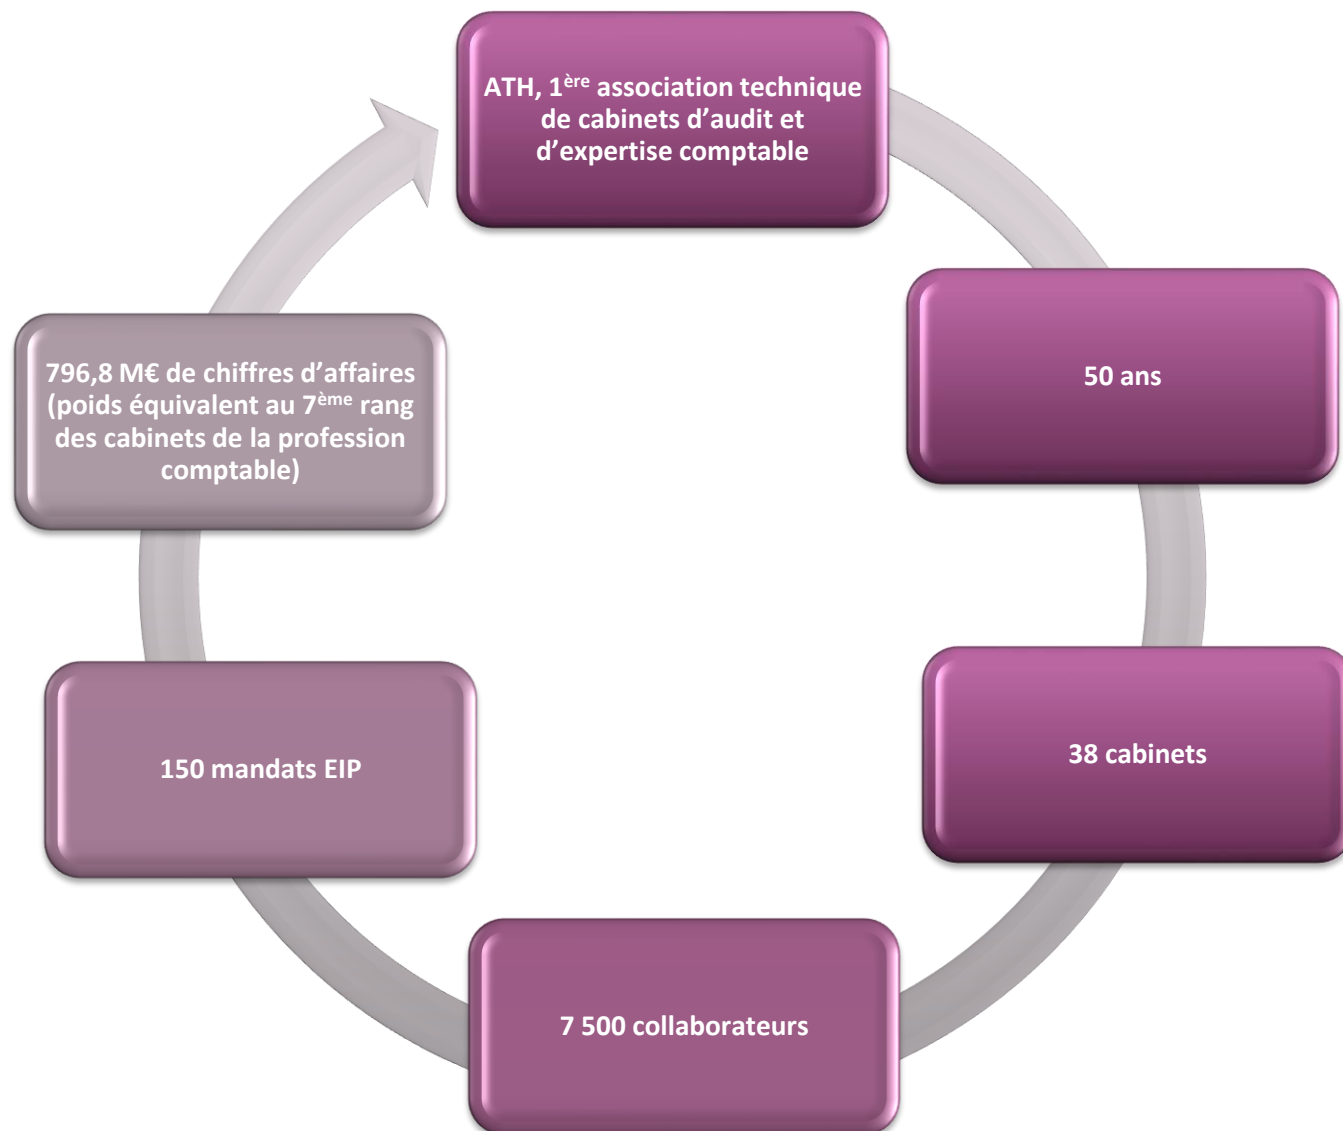 ATH, 1ère association technique
de cabinets d’audit et
d’expertise comptable
50 ans
38 cabinets
7 500 collaborateurs
150 mandats EIP
796,8 M€ de chiffres d’affaires
(poids équivalent au 7ème rang
des cabinets de la profession
comptable)